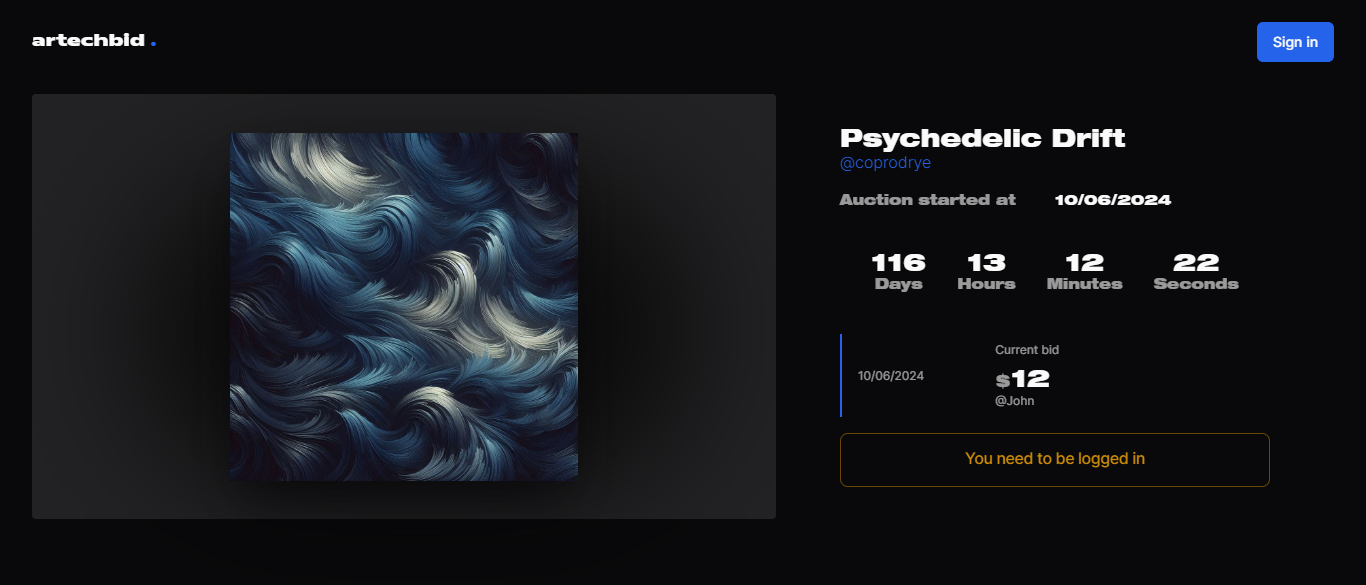 artechbid .
Sign in
Psychedelic Drift
@coprodrye
Auction started at 10/06/2024
116 13 12 22
Days Hours Minutes Seconds
Current bid
10/06/2024
$12
@John
You need to be logged in